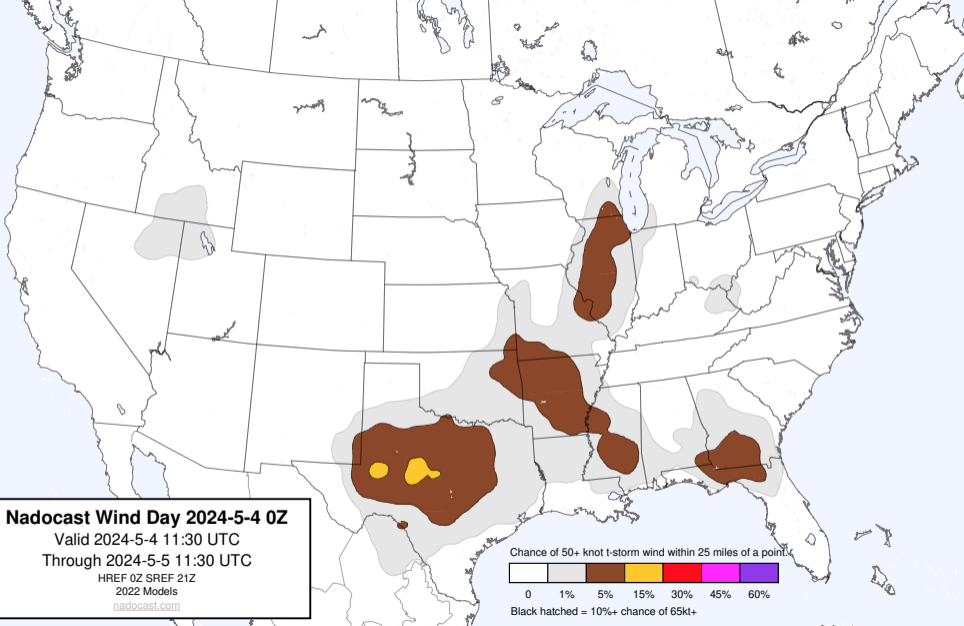 Nadocast Wind Day 2024-5-4 0Z
Valid 2024-5-4 11:30 UTC
Through 2024-5-5 11:30 UTC
HREF 0Z SREF 21Z
2022 Models
nadocast.com
Chance of 50+ knot t-storm wind within 25 miles of a point.
0 1% 5% 15% 30% 45% 60%
Black hatched = 10%+ chance of 65kt+